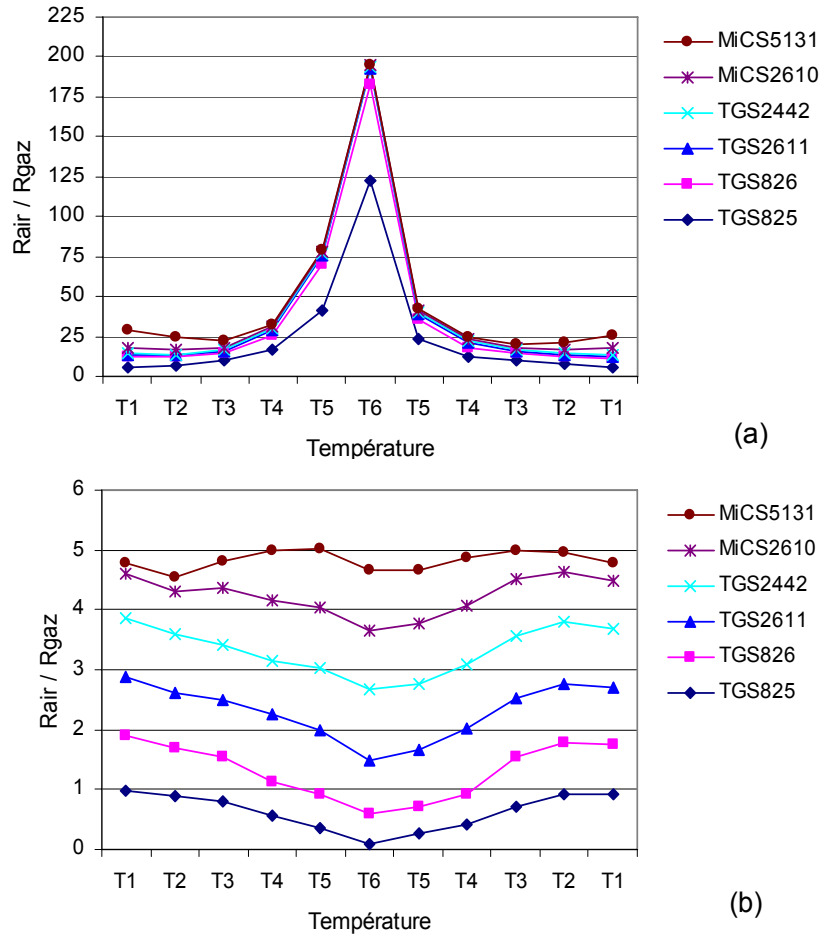 225
200
175
150
125
100
75
50
25
0
Rair / Rgaz
T1 T2 T3 T4 T5 T6 T5 T4 T3 T2 T1
Température
MiCS5131
MiCS2610
TGS2442
TGS2611
TGS826
TGS825
(a)
6
5
4
3
2
1
0
Rair / Rgaz
T1 T2 T3 T4 T5 T6 T5 T4 T3 T2 T1
Température
MiCS5131
MiCS2610
TGS2442
TGS2611
TGS826
TGS825
(b)